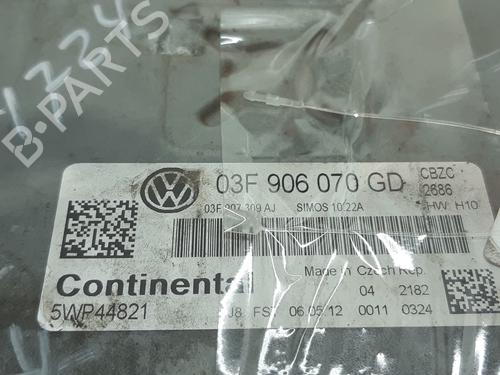 B-PARTS
03F 906 070 GD
CBZC
2686
03F 907 309 AJ SIMOS 10.22A
HW H10
Continental
Made in Czech Rep.
04 2182
5WP44821
J8 FS 06.05.12 0011 0324